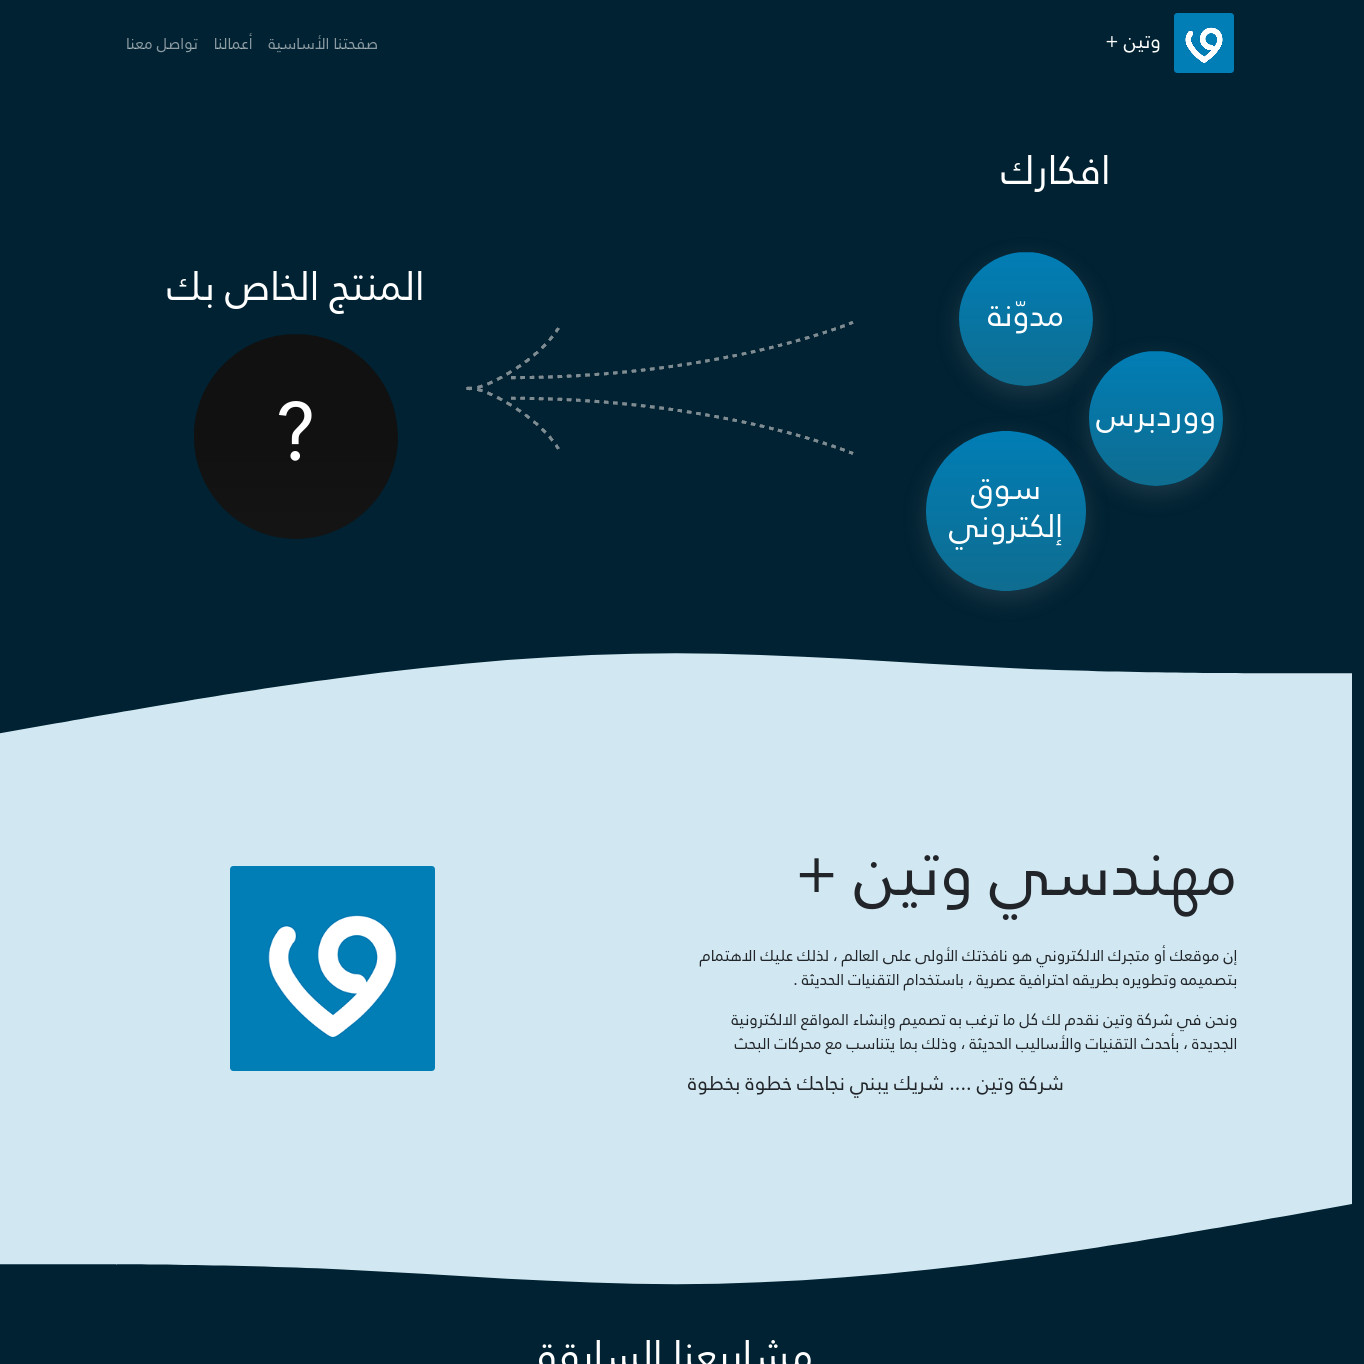 وتين +
صفحتنا الأساسية
أعمالنا
تواصل معنا
افكارك
مدوّنة
ووردبرس
سوق
إلكتروني
المنتج الخاص بك
?
مهندسي وتين +
إن موقعك أو متجرك الالكتروني هو نافذتك الأولى على العالم ، لذلك عليك الاهتمام
بتصميمه وتطويره بطريقه احترافية عصرية ، باستخدام التقنيات الحديثة .
ونحن في شركة وتين نقدم لك كل ما ترغب به تصميم وإنشاء المواقع الالكترونية
الجديدة ، بأحدث التقنيات والأساليب الحديثة ، وذلك بما يتناسب مع محركات البحث
شركة وتين .... شريك يبني نجاحك خطوة بخطوة
مشاريعنا السابقة